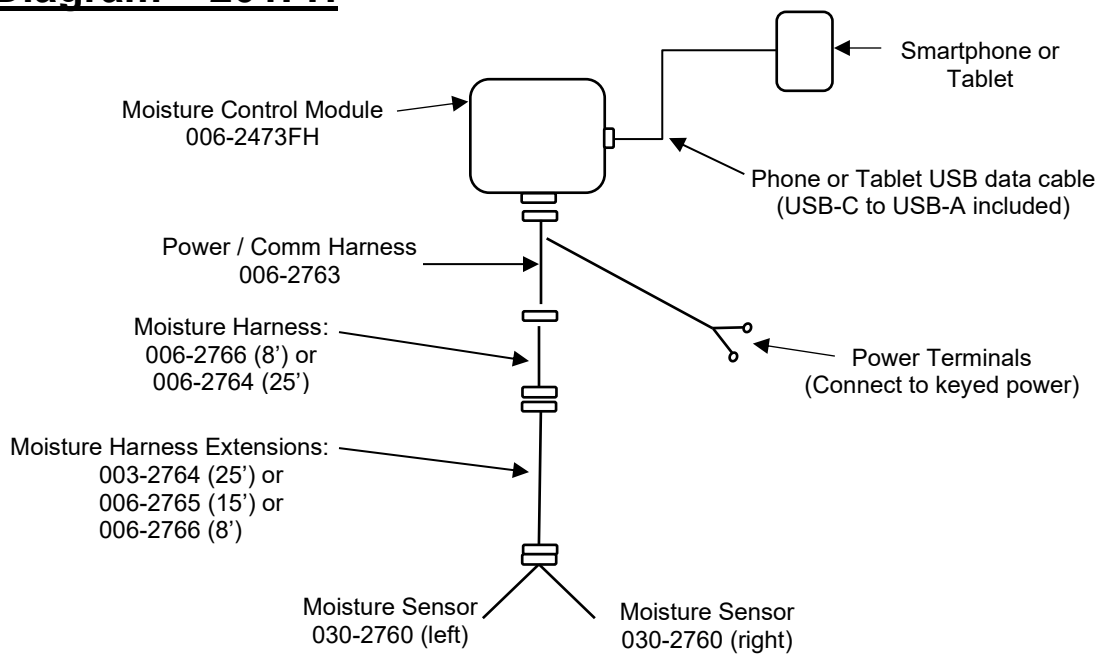 Smartphone or
Tablet
Moisture Control Module
006-2473FH
Phone or Tablet USB data cable
(USB-C to USB-A included)
Power / Comm Harness
006-2763
Moisture Harness:
006-2766 (8’) or
006-2764 (25’)
Power Terminals
(Connect to keyed power)
Moisture Harness Extensions:
003-2764 (25’) or
006-2765 (15’) or
006-2766 (8’)
Moisture Sensor
030-2760 (left)
Moisture Sensor
030-2760 (right)